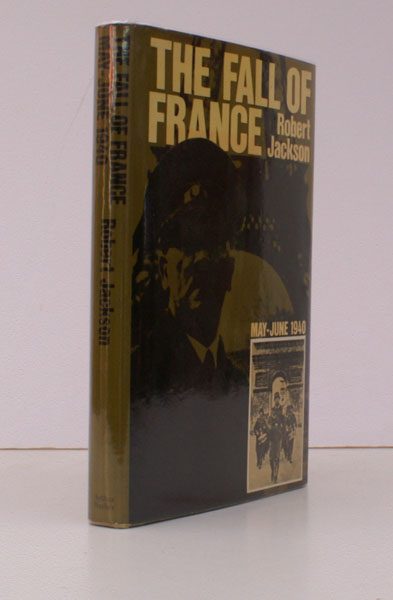 THE FALL OF
FRANCE
Robert
Jackson
MAY-JUNE 1940
THE FALL OF FRANCE
MAY-JUNE 1940
Robert Jackson